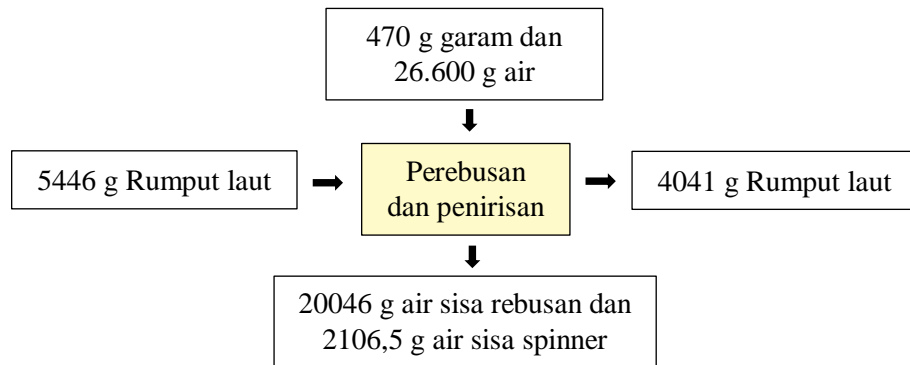 470 g garam dan
26.600 g air
5446 g Rumput laut
Perebusan
dan penirisan
4041 g Rumput laut
20046 g air sisa rebusan dan
2106,5 g air sisa spinner